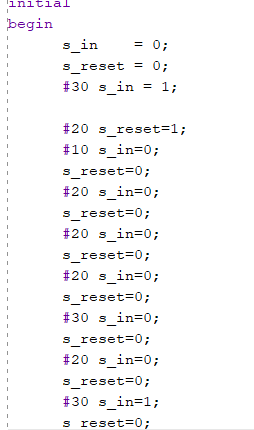 initial
begin
s_in    = 0;
s_reset = 0;
#30 s_in = 1;
#20 s_reset=1;
#10 s_in=0;
s_reset=0;
#20 s_in=0;
s_reset=0;
#20 s_in=0;
s_reset=0;
#20 s_in=0;
s_reset=0;
#30 s_in=0;
s_reset=0;
#20 s_in=0;
s_reset=0;
#30 s_in=1;
s_reset=0;